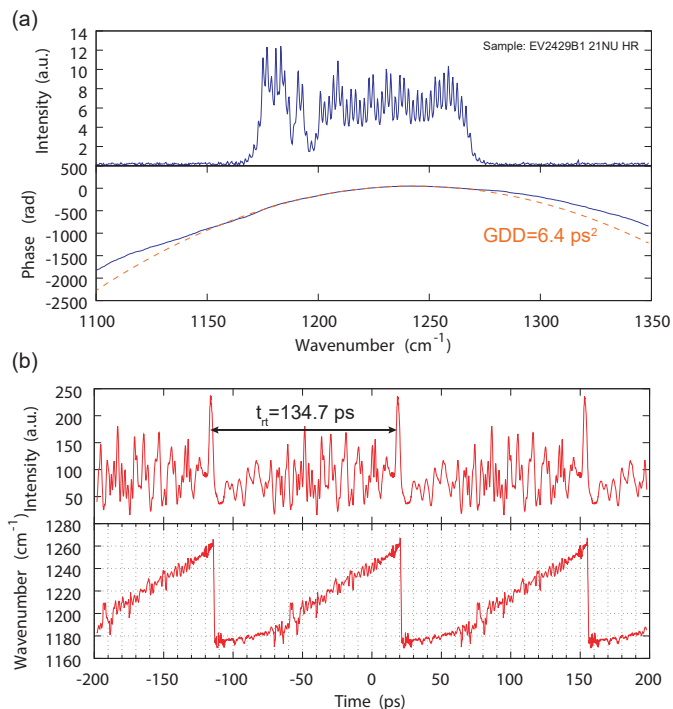 (a)
Intensity (a.u.)
14
12
10
8
6
4
2
0
Sample: EV2429B1 21NU HR
Phase (rad)
500
0
-500
-1000
-1500
-2000
-2500
GDD=6.4 ps²
1100 1150 1200 1250 1300 1350
Wavenumber (cm⁻¹)
(b)
Intensity (a.u.)
250
200
150
100
50
t_rt=134.7 ps
Wavenumber (cm⁻¹)
1280
1260
1240
1220
1200
1180
1160
-200 -150 -100 -50 0 50 100 150 200
Time (ps)